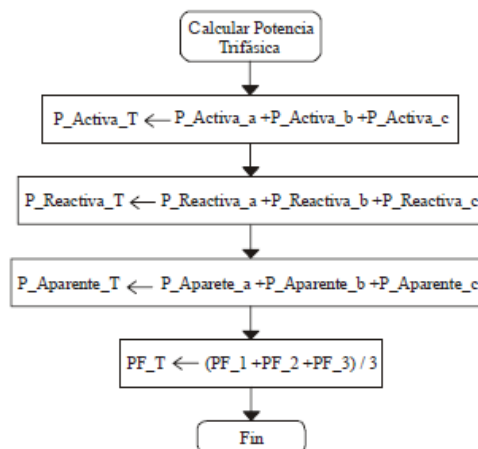 Calcular Potencia
Trifásica
P_Activa_T ← P_Activa_a +P_Activa_b +P_Activa_c
P_Reactiva_T ← P_Reactiva_a +P_Reactiva_b +P_Reactiva_c
P_Aparente_T ← P_Aparete_a +P_Aparente_b +P_Aparente_c
PF_T ← (PF_1 +PF_2 +PF_3) / 3
Fin